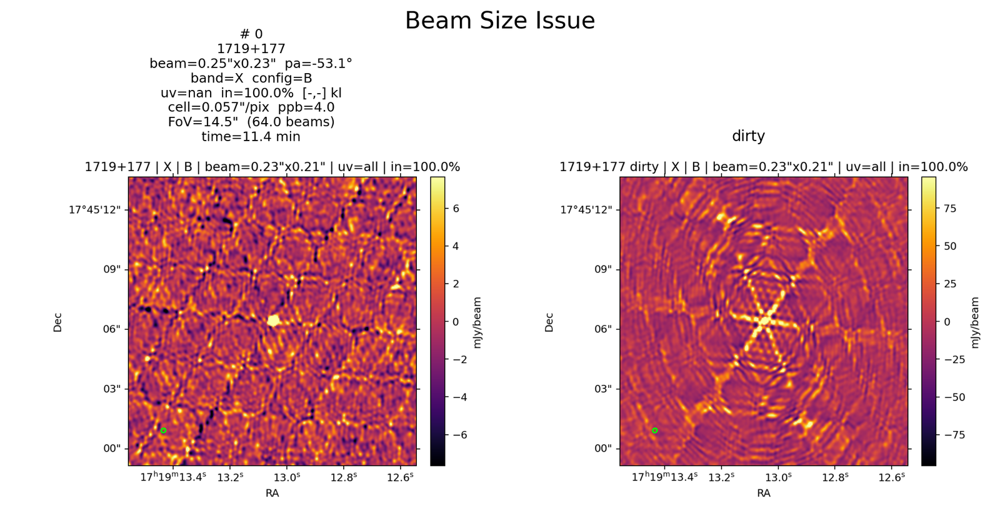 Beam Size Issue
# 0
1719+177
beam=0.25"x0.23"  pa=-53.1°
band=X  config=B
uv=nan  in=100.0%  [-,-] kl
cell=0.057"/pix  ppb=4.0
FoV=14.5"  (64.0 beams)
time=11.4 min
dirty
1719+177 | X | B | beam=0.23"x0.21" | uv=all | in=100.0%
1719+177 dirty | X | B | beam=0.23"x0.21" | uv=all | in=100.0%
17°45'12"
09"
06"
03"
00"
Dec
17ʰ19ᵐ13.4ˢ
13.2ˢ
13.0ˢ
12.8ˢ
12.6ˢ
RA
6
4
2
0
−2
−4
−6
mJy/beam
17°45'12"
09"
06"
03"
00"
Dec
17ʰ19ᵐ13.4ˢ
13.2ˢ
13.0ˢ
12.8ˢ
12.6ˢ
RA
75
50
25
0
−25
−50
−75
mJy/beam